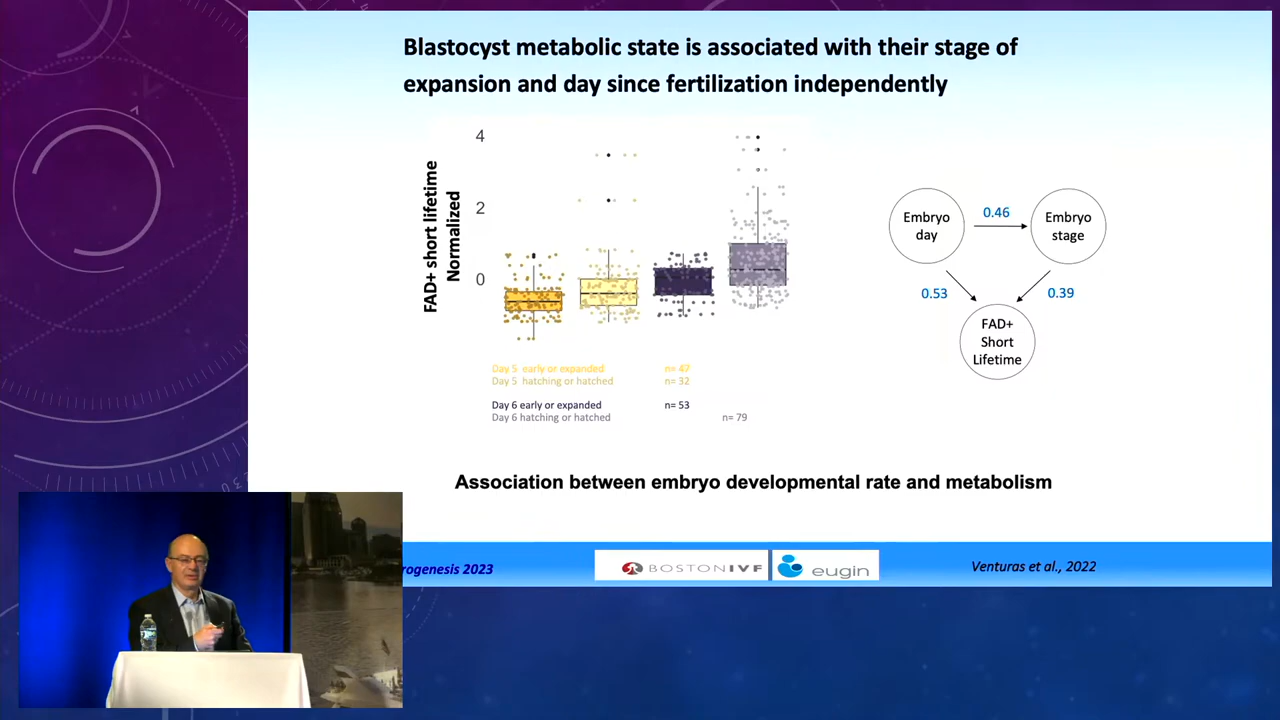 Blastocyst metabolic state is associated with their stage of
expansion and day since fertilization independently
FAD+ short lifetime
Normalized
4
2
0
Day 5 early or expanded n= 47
Day 5 hatching or hatched n= 32
Day 6 early or expanded n= 53
Day 6 hatching or hatched n= 79
Embryo
day
0.46
Embryo
stage
0.53
0.39
FAD+
Short
Lifetime
Association between embryo developmental rate and metabolism
rogenesis 2023
BOSTONIVF
eugin
Venturas et al., 2022